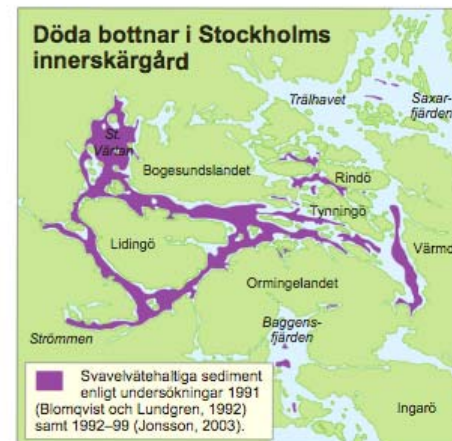 Döda bottnar i Stockholms
innerskärgård
Trälhavet
Saxar-
fjärden
St.
Värtan
Bogesundslandet
Rindö
Tynningö
Lidingö
Värmd
Ormingelandet
Strömmen
Baggens-
fjärden
Svavelvätehaltiga sediment
enligt undersökningar 1991
(Blomqvist och Lundgren, 1992)
samt 1992–99 (Jonsson, 2003).
Ingarö